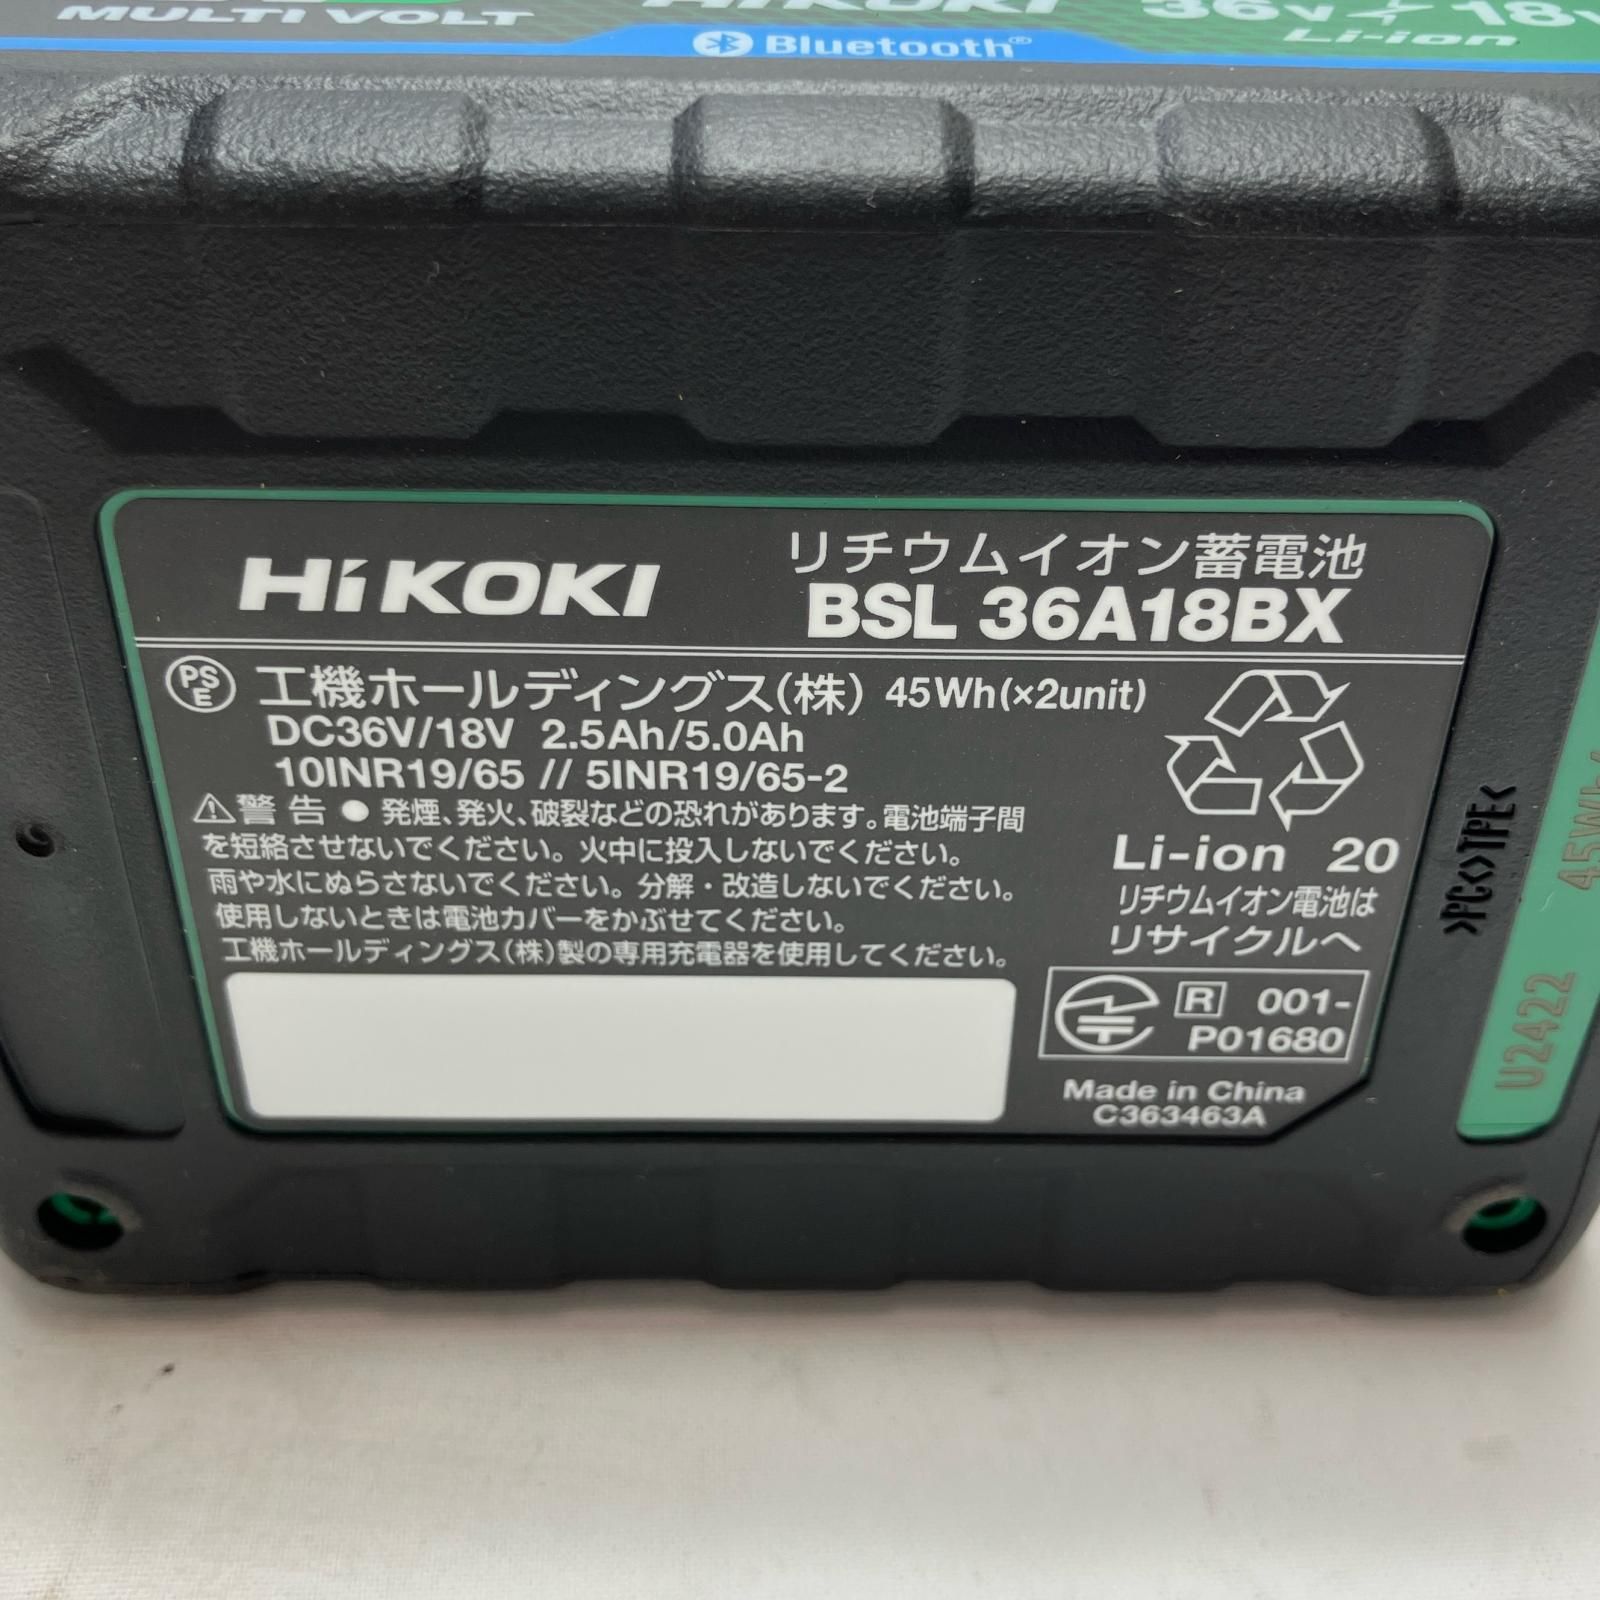 MULTI VOLT
HiKOKI
36V⇄18V
Li-ion
Bluetooth®
HiKOKI
リチウムイオン蓄電池
BSL 36A18BX
PSE 工機ホールディングス(株) 45Wh(×2unit)
DC36V/18V 2.5Ah/5.0Ah
10INR19/65 // 5INR19/65-2
⚠警告 ● 発煙、発火、破裂などの恐れがあります。電池端子間
を短絡させないでください。火中に投入しないでください。
雨や水にぬらさないでください。分解・改造しないでください。
使用しないときは電池カバーをかぶせてください。
工機ホールディングス(株)製の専用充電器を使用してください。
Li-ion 20
リチウムイオン電池は
リサイクルへ
R 001-
P01680
Made in China
C363463A
>PC<>TPE<
U2422
45Wh